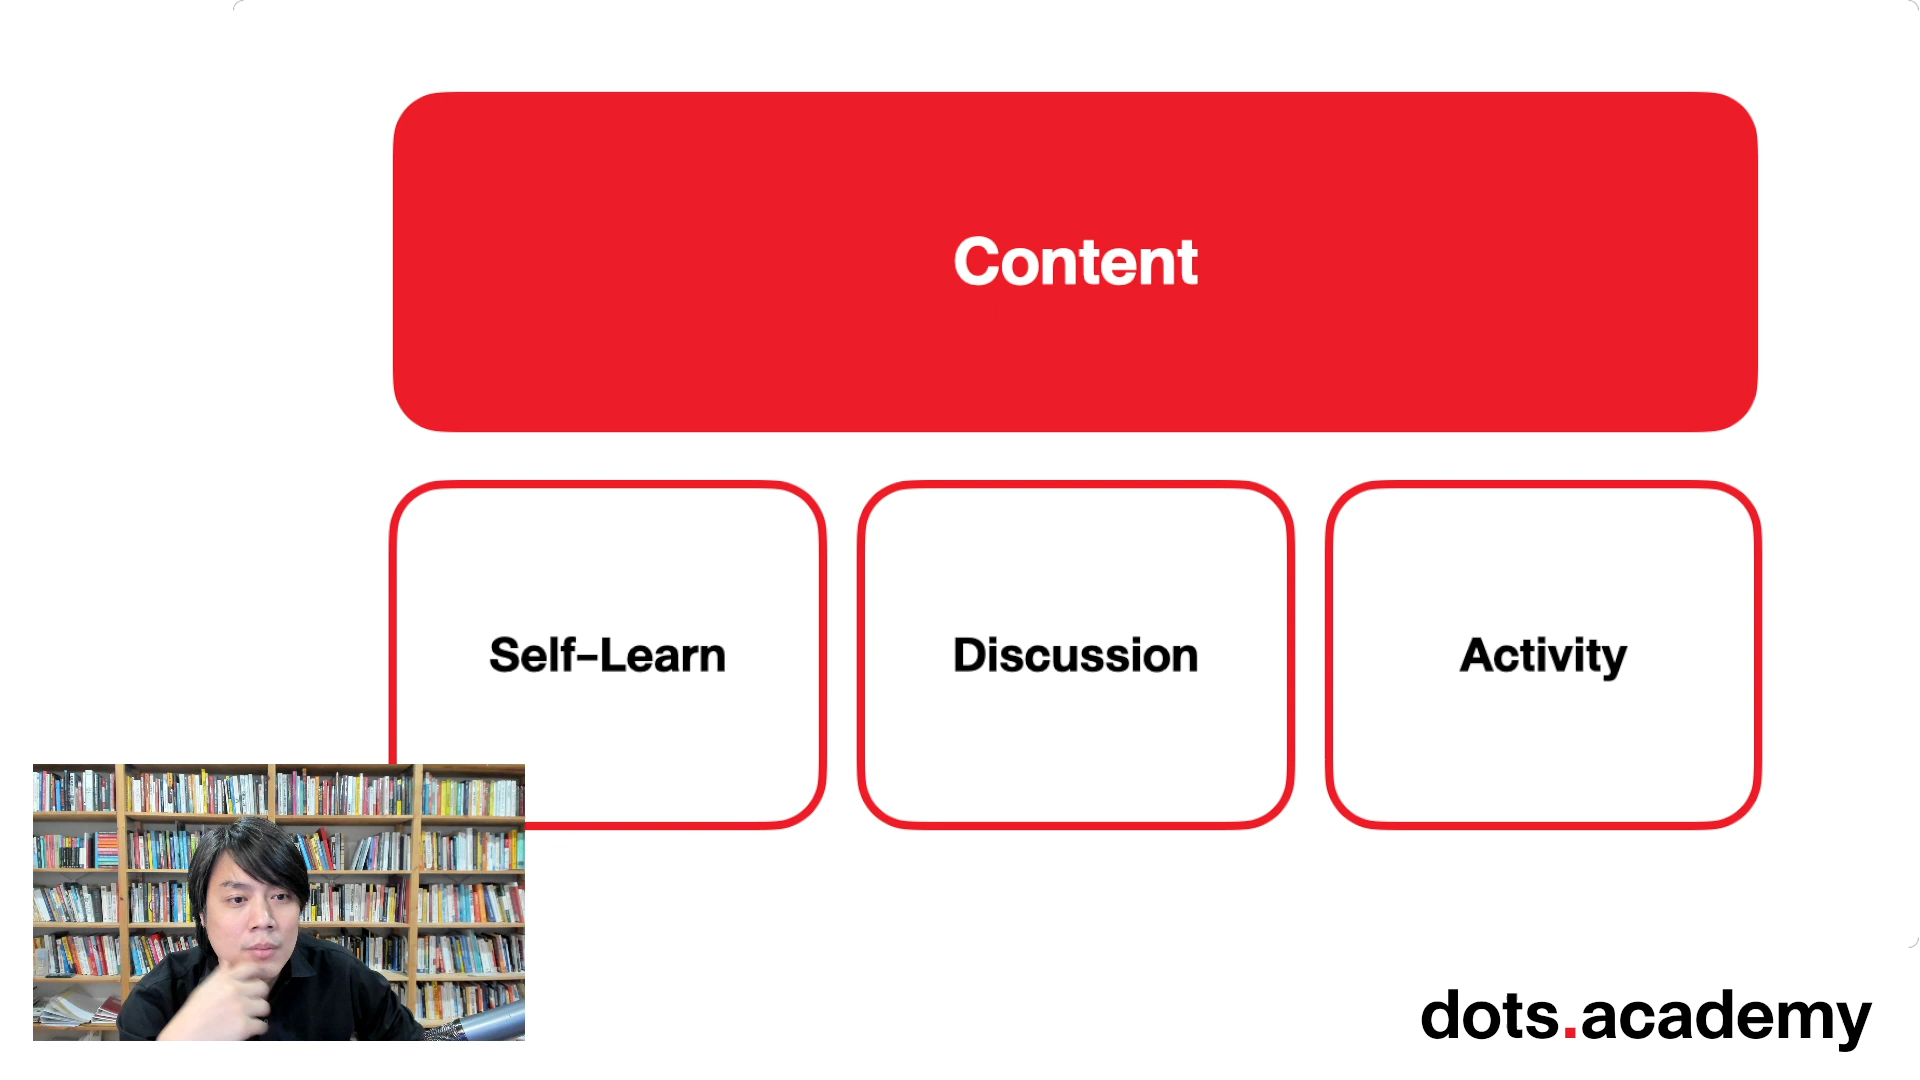 Content
Self-Learn
Discussion
Activity
dots.academy